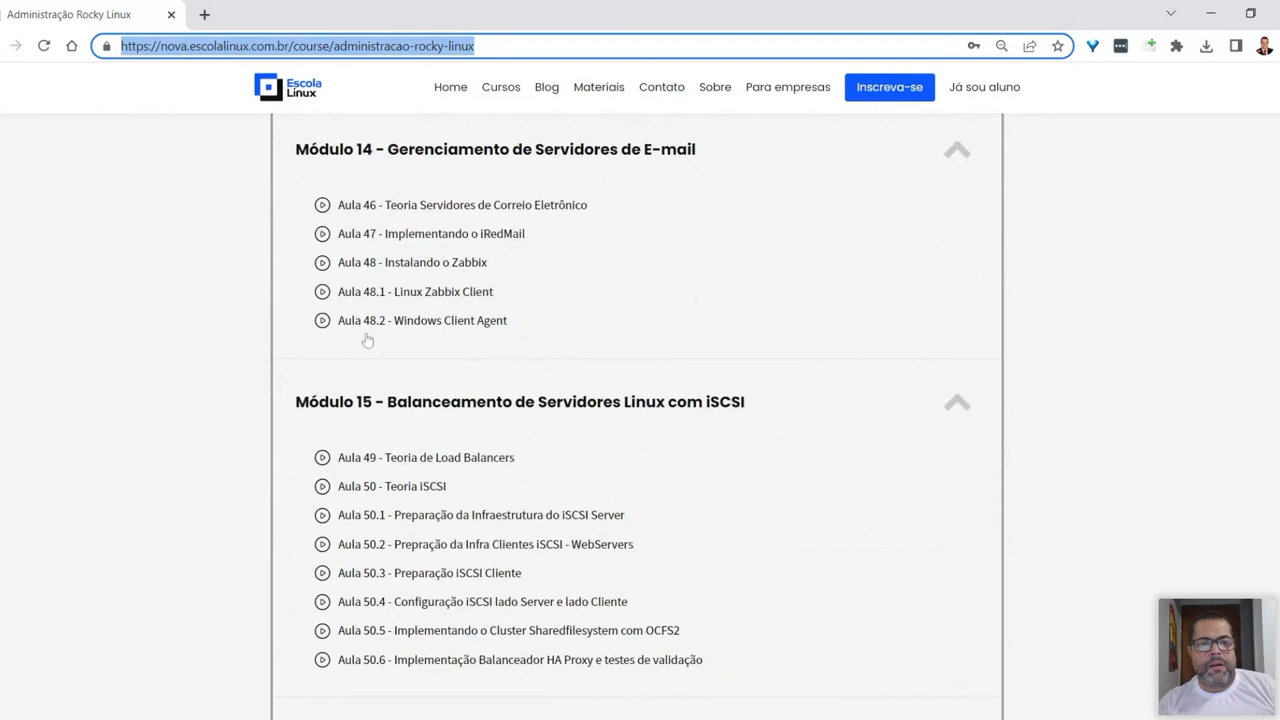 Administração Rocky Linux
https://nova.escolalinux.com.br/course/administracao-rocky-linux
Escola
Linux
Home Cursos Blog Materiais Contato Sobre Para empresas Inscreva-se Já sou aluno
Módulo 14 - Gerenciamento de Servidores de E-mail
Aula 46 - Teoria Servidores de Correio Eletrônico
Aula 47 - Implementando o iRedMail
Aula 48 - Instalando o Zabbix
Aula 48.1 - Linux Zabbix Client
Aula 48.2 - Windows Client Agent
Módulo 15 - Balanceamento de Servidores Linux com iSCSI
Aula 49 - Teoria de Load Balancers
Aula 50 - Teoria iSCSI
Aula 50.1 - Preparação da Infraestrutura do iSCSI Server
Aula 50.2 - Prepração da Infra Clientes iSCSI - WebServers
Aula 50.3 - Preparação iSCSI Cliente
Aula 50.4 - Configuração iSCSI lado Server e lado Cliente
Aula 50.5 - Implementando o Cluster Sharedfilesystem com OCFS2
Aula 50.6 - Implementação Balanceador HA Proxy e testes de validação